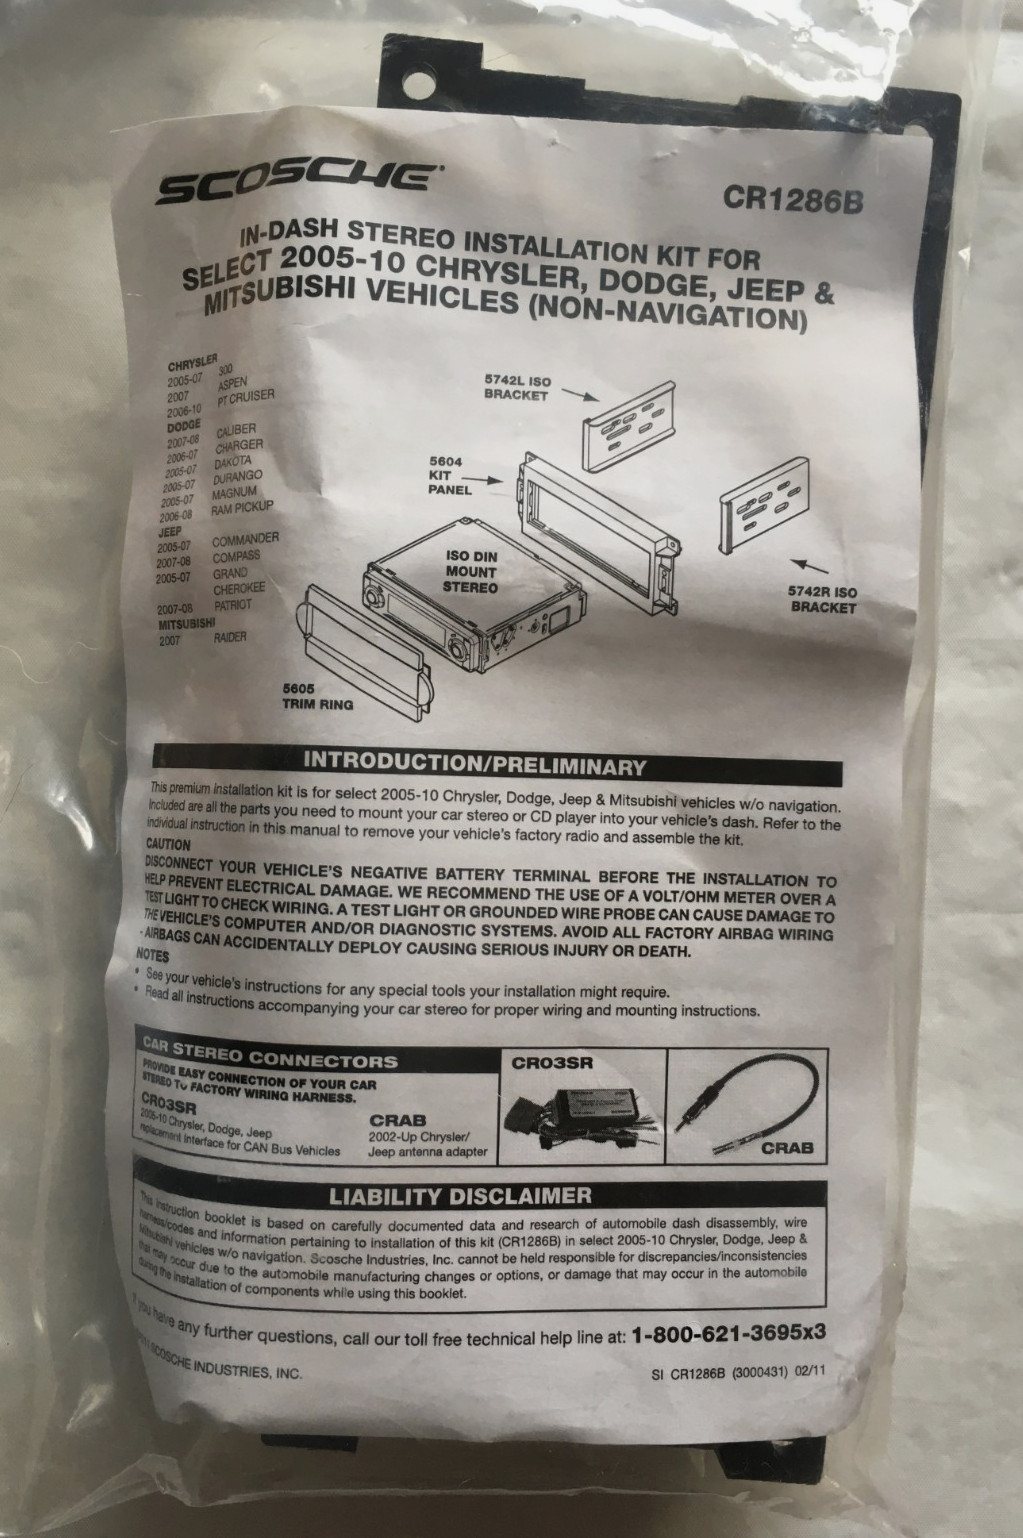 SCOSCHE
CR1286B
IN-DASH STEREO INSTALLATION KIT FOR
SELECT 2005-10 CHRYSLER, DODGE, JEEP &
MITSUBISHI VEHICLES (NON-NAVIGATION)
CHRYSLER
2005-07 300
2007 ASPEN
2006-10 PT CRUISER
DODGE
2007-08 CALIBER
2006-07 CHARGER
2005-07 DAKOTA
2005-07 DURANGO
2005-07 MAGNUM
2006-08 RAM PICKUP
JEEP
2005-07 COMMANDER
2007-08 COMPASS
2005-07 GRAND
CHEROKEE
2007-08 PATRIOT
MITSUBISHI
2007 RAIDER
5742L ISO
BRACKET
5604
KIT
PANEL
ISO DIN
MOUNT
STEREO
5742R ISO
BRACKET
5605
TRIM RING
INTRODUCTION/PRELIMINARY
This premium installation kit is for select 2005-10 Chrysler, Dodge, Jeep & Mitsubishi vehicles w/o navigation.
Included are all the parts you need to mount your car stereo or CD player into your vehicle's dash. Refer to the
individual instruction in this manual to remove your vehicle's factory radio and assemble the kit.
CAUTION
DISCONNECT YOUR VEHICLE'S NEGATIVE BATTERY TERMINAL BEFORE THE INSTALLATION TO
HELP PREVENT ELECTRICAL DAMAGE. WE RECOMMEND THE USE OF A VOLT/OHM METER OVER A
TEST LIGHT TO CHECK WIRING. A TEST LIGHT OR GROUNDED WIRE PROBE CAN CAUSE DAMAGE TO
THE VEHICLE'S COMPUTER AND/OR DIAGNOSTIC SYSTEMS. AVOID ALL FACTORY AIRBAG WIRING
- AIRBAGS CAN ACCIDENTALLY DEPLOY CAUSING SERIOUS INJURY OR DEATH.
NOTES
• See your vehicle's instructions for any special tools your installation might require.
• Read all instructions accompanying your car stereo for proper wiring and mounting instructions.
CAR STEREO CONNECTORS
PROVIDE EASY CONNECTION OF YOUR CAR
STEREO TO FACTORY WIRING HARNESS.
CR03SR
2005-10 Chrysler, Dodge, Jeep
replacement Interface for CAN Bus Vehicles
CRAB
2002-Up Chrysler/
Jeep antenna adapter
CR03SR
CRAB
LIABILITY DISCLAIMER
This instruction booklet is based on carefully documented data and research of automobile dash disassembly, wire
harness/codes and information pertaining to installation of this kit (CR1286B) in select 2005-10 Chrysler, Dodge, Jeep &
Mitsubishi vehicles w/o navigation. Scosche Industries, Inc. cannot be held responsible for discrepancies/inconsistencies
that may occur due to the automobile manufacturing changes or options, or damage that may occur in the automobile
during the installation of components while using this booklet.
If you have any further questions, call our toll free technical help line at: 1-800-621-3695x3
SCOSCHE INDUSTRIES, INC.
SI CR1286B (3000431) 02/11